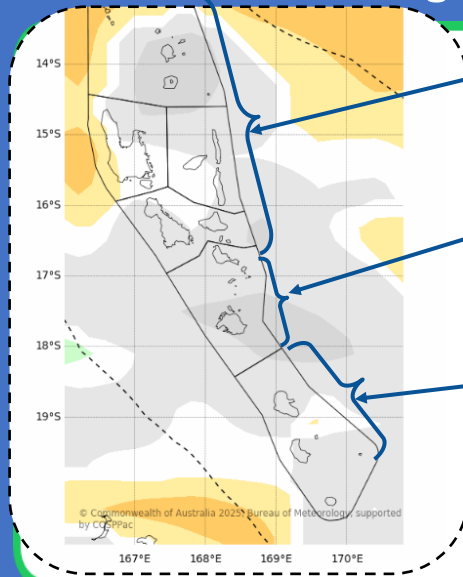 14°S
15°S
16°S
17°S
18°S
19°S
© Commonwealth of Australia 2025, Bureau of Meteorology, supported
by COSPPac
167°E 168°E 169°E 170°E